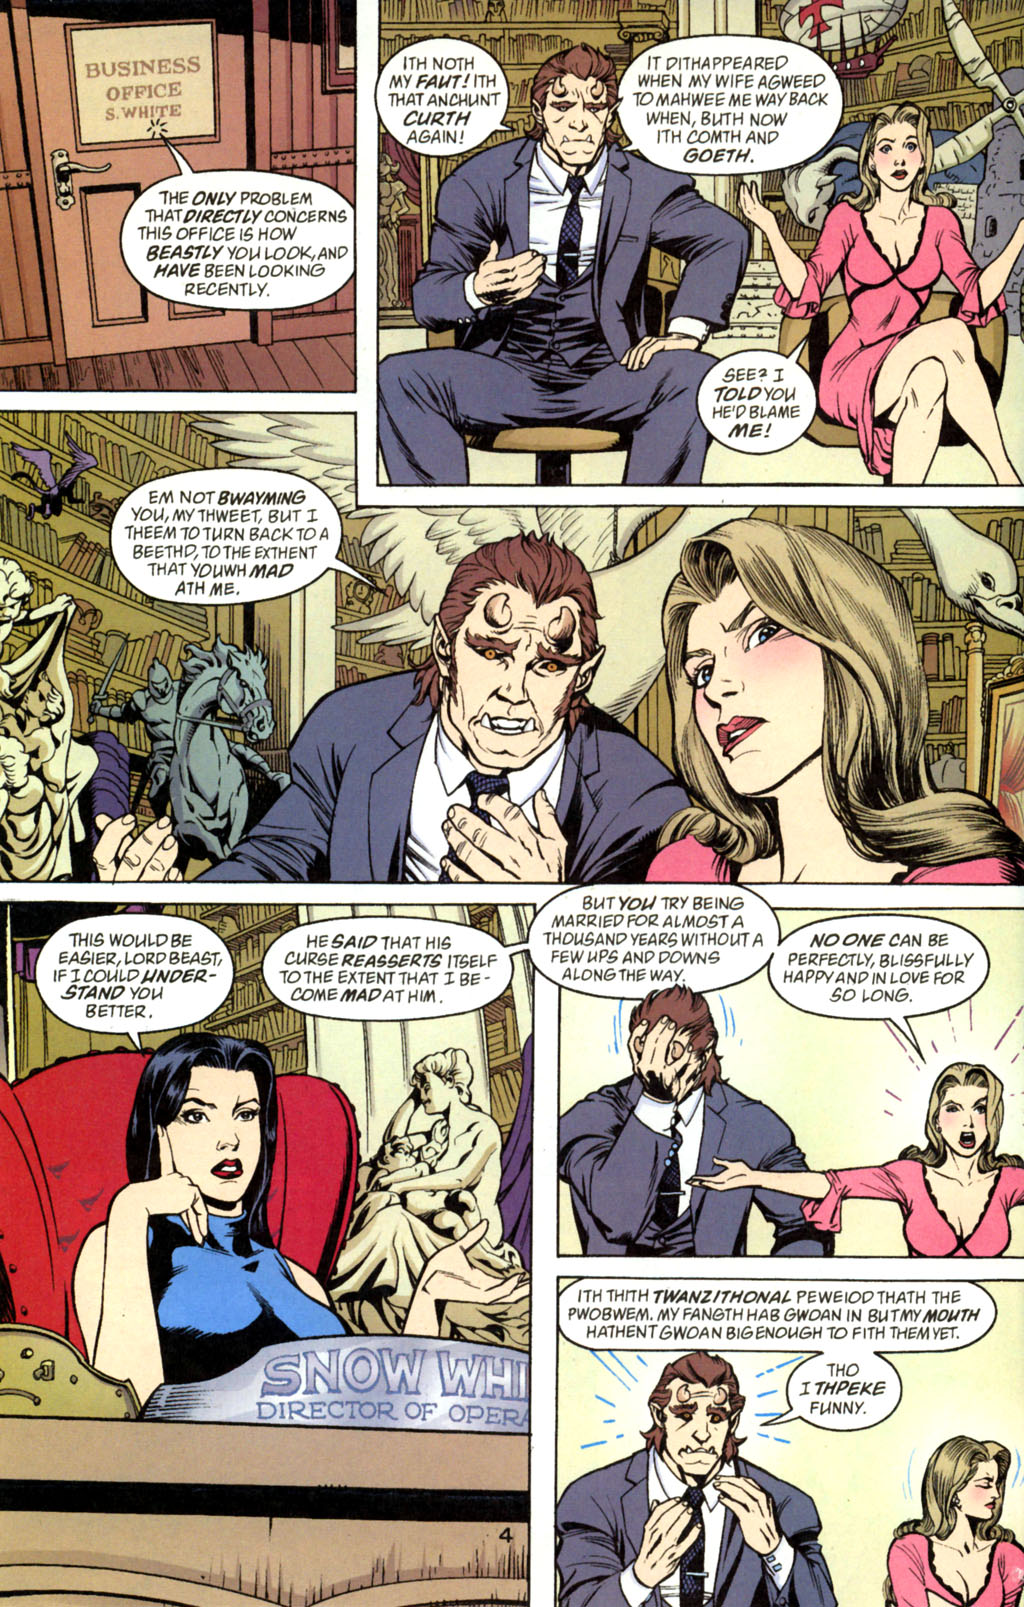 BUSINESS
OFFICE
S. WHITE
THE ONLY PROBLEM
THAT DIRECTLY CONCERNS
THIS OFFICE IS HOW
BEASTLY YOU LOOK, AND
HAVE BEEN LOOKING
RECENTLY.
ITH NOTH
MY FAUT! ITH
THAT ANCHUNT
CURTH
AGAIN!
IT DITHAPPEARED
WHEN MY WIFE AGWEED
TO MAHWEE ME WAY BACK
WHEN, BUTH NOW
ITH COMTH AND
GOETH.
SEE? I
TOLD YOU
HE'D BLAME
ME!
EM NOT BWAYMING
YOU, MY THWEET, BUT I
THEEM TO TURN BACK TO A
BEETHD, TO THE EXTHENT
THAT YOUWH MAD
ATH ME.
THIS WOULD BE
EASIER, LORD BEAST,
IF I COULD UNDER-
STAND YOU
BETTER.
HE SAID THAT HIS
CURSE REASSERTS ITSELF
TO THE EXTENT THAT I BE-
COME MAD AT HIM.
BUT YOU TRY BEING
MARRIED FOR ALMOST A
THOUSAND YEARS WITHOUT A
FEW UPS AND DOWNS
ALONG THE WAY.
NO ONE CAN BE
PERFECTLY, BLISSFULLY
HAPPY AND IN LOVE FOR
SO LONG.
SNOW WHI
DIRECTOR OF OPERA
ITH THITH TWANZITHONAL PEWEIOD THATH THE
PWOBWEM. MY FANGTH HAB GWOAN IN BUT MY MOUTH
HATHENT GWOAN BIG ENOUGH TO FITH THEM YET.
THO
I THPEKE
FUNNY.
4